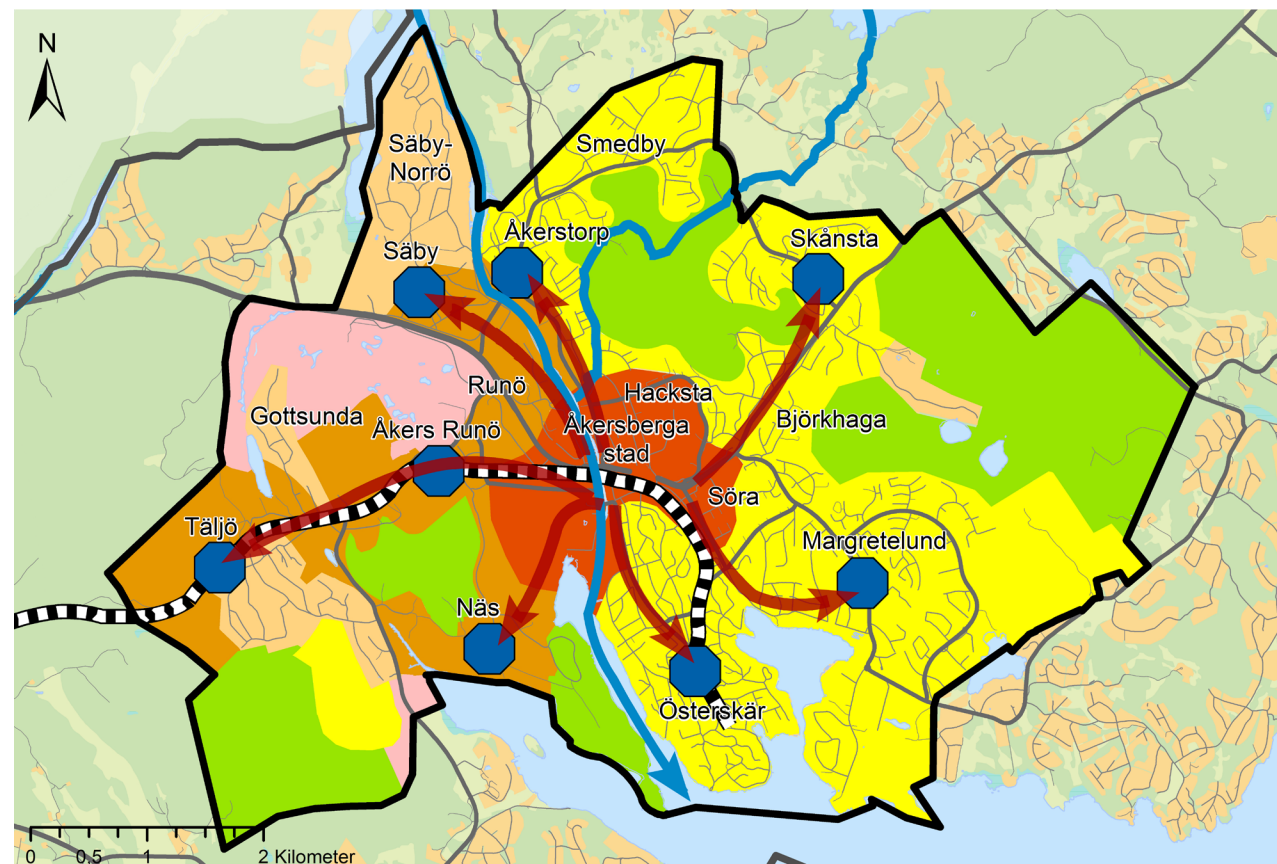 N
Säby-
Norrö
Smedby
Åkerstorp
Skånsta
Säby
Runö
Hacksta
Gottsunda
Åkers Runö
Åkersberga
stad
Björkhaga
Söra
Täljö
Margretelund
Näs
Österskär
0 0,5 1 2 Kilometer